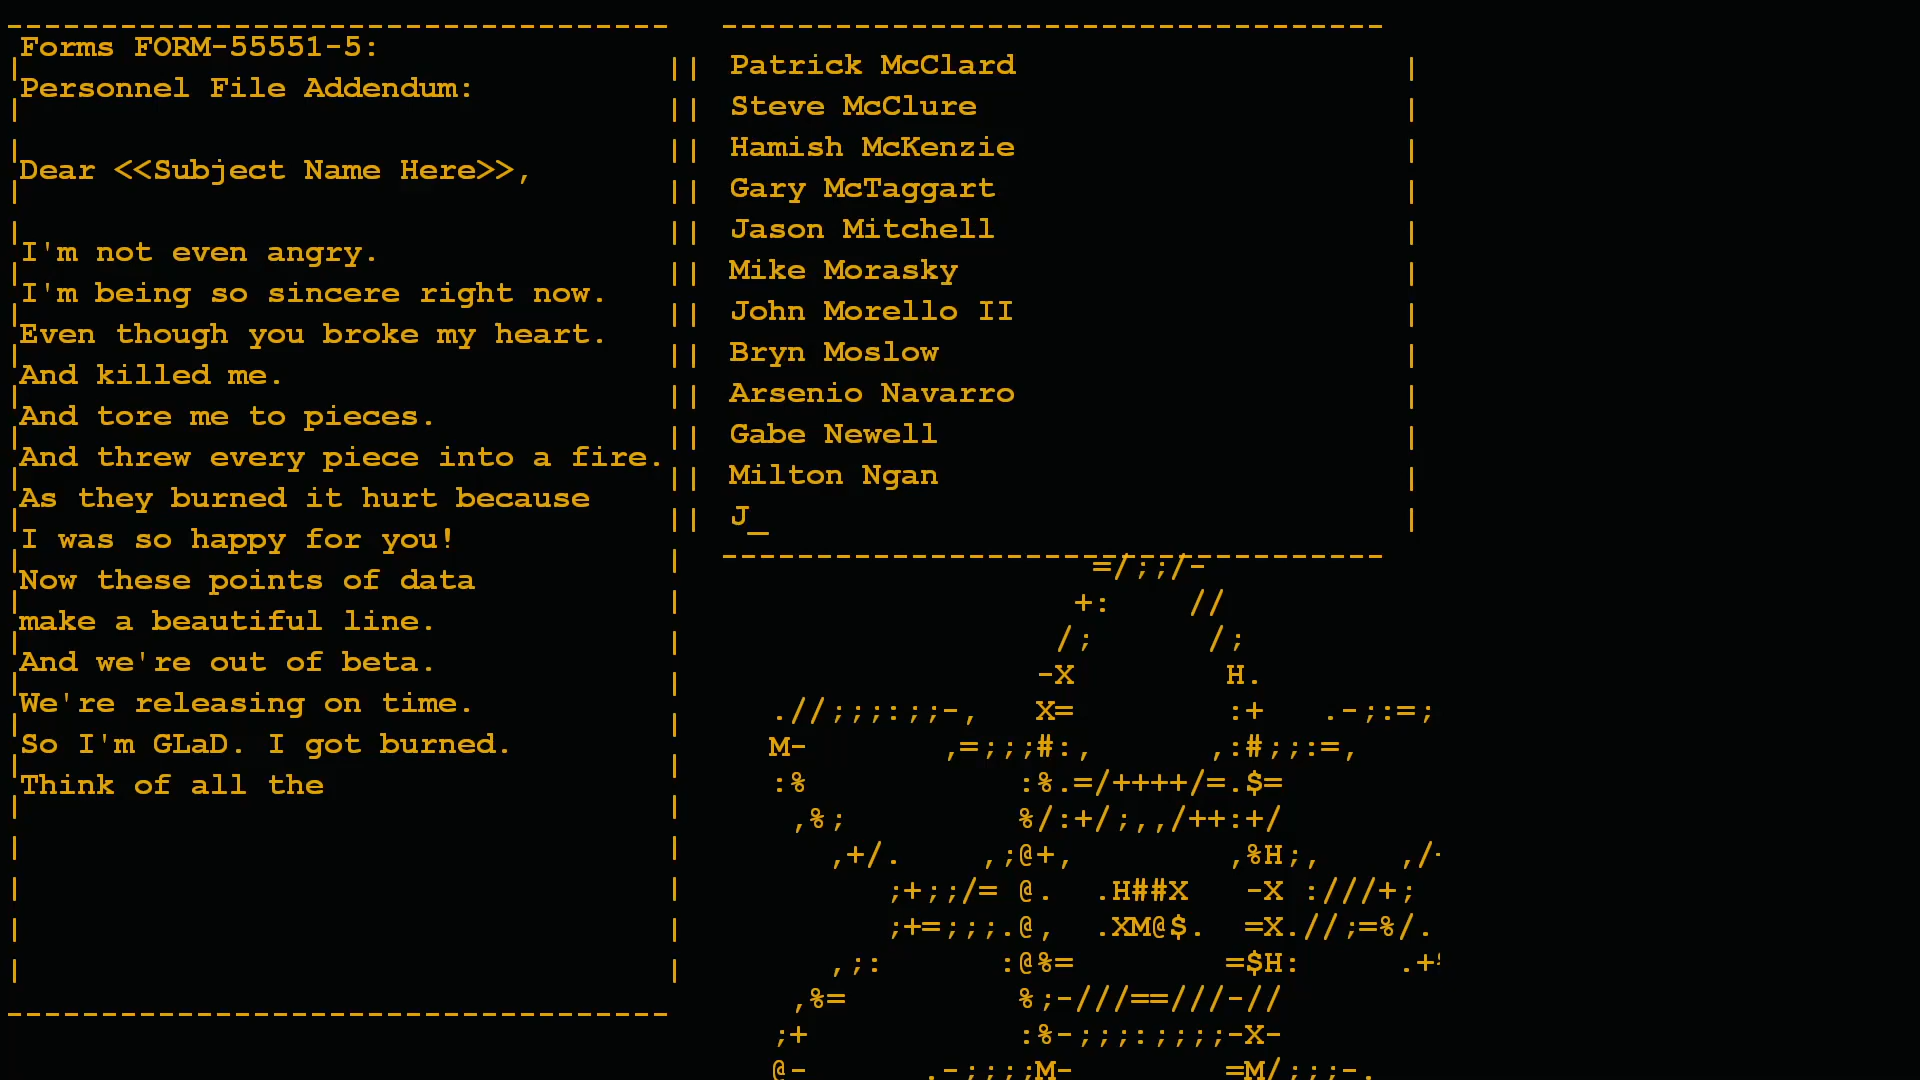 Forms FORM-55551-5:
Personnel File Addendum:
Dear <<Subject Name Here>>,
I'm not even angry.
I'm being so sincere right now.
Even though you broke my heart.
And killed me.
And tore me to pieces.
And threw every piece into a fire.
As they burned it hurt because
I was so happy for you!
Now these points of data
make a beautiful line.
And we're out of beta.
We're releasing on time.
So I'm GLaD. I got burned.
Think of all the
Patrick McClard
Steve McClure
Hamish McKenzie
Gary McTaggart
Jason Mitchell
Mike Morasky
John Morello II
Bryn Moslow
Arsenio Navarro
Gabe Newell
Milton Ngan
J_